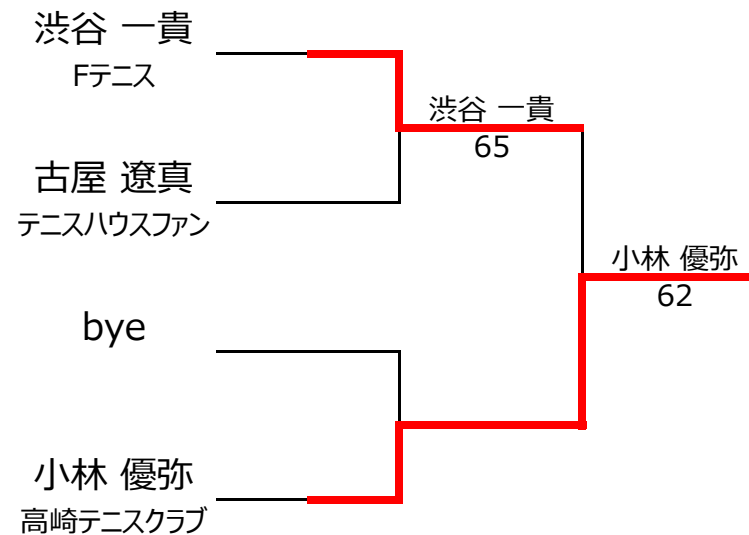 渋谷 一貴
Fテニス
渋谷 一貴
65
古屋 遼真
テニスハウスファン
小林 優弥
62
bye
小林 優弥
高崎テニスクラブ